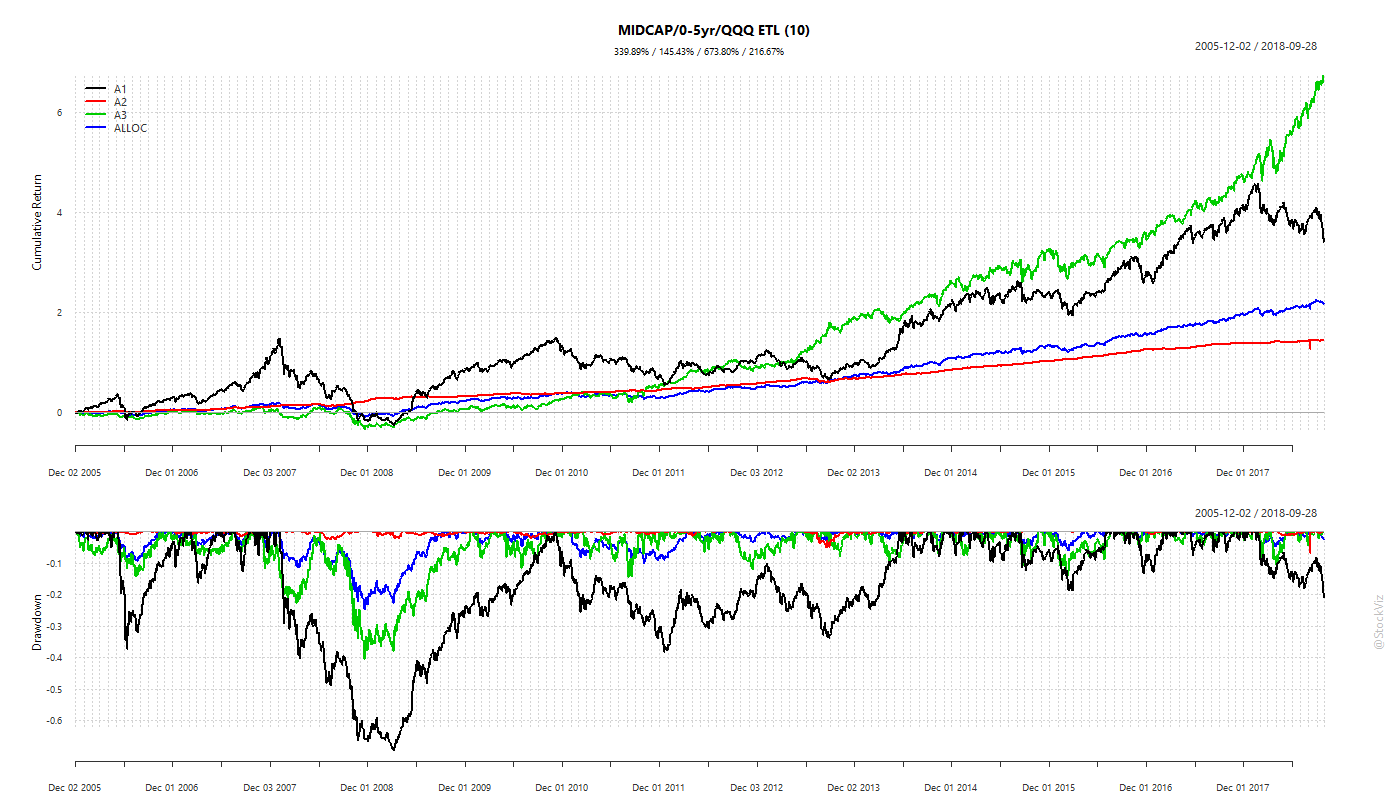 MIDCAP/0-5yr/QQQ ETL (10)
339.89% / 145.43% / 673.80% / 216.67%
2005-12-02 / 2018-09-28
A1
A2
A3
ALLOC
Cumulative Return
6
4
2
0
Dec 02 2005 Dec 01 2006 Dec 03 2007 Dec 01 2008 Dec 01 2009 Dec 01 2010 Dec 01 2011 Dec 03 2012 Dec 02 2013 Dec 01 2014 Dec 01 2015 Dec 01 2016 Dec 01 2017
2005-12-02 / 2018-09-28
Drawdown
-0.1
-0.2
-0.3
-0.4
-0.5
-0.6
Dec 02 2005 Dec 01 2006 Dec 03 2007 Dec 01 2008 Dec 01 2009 Dec 01 2010 Dec 01 2011 Dec 03 2012 Dec 02 2013 Dec 01 2014 Dec 01 2015 Dec 01 2016 Dec 01 2017
@StockViz